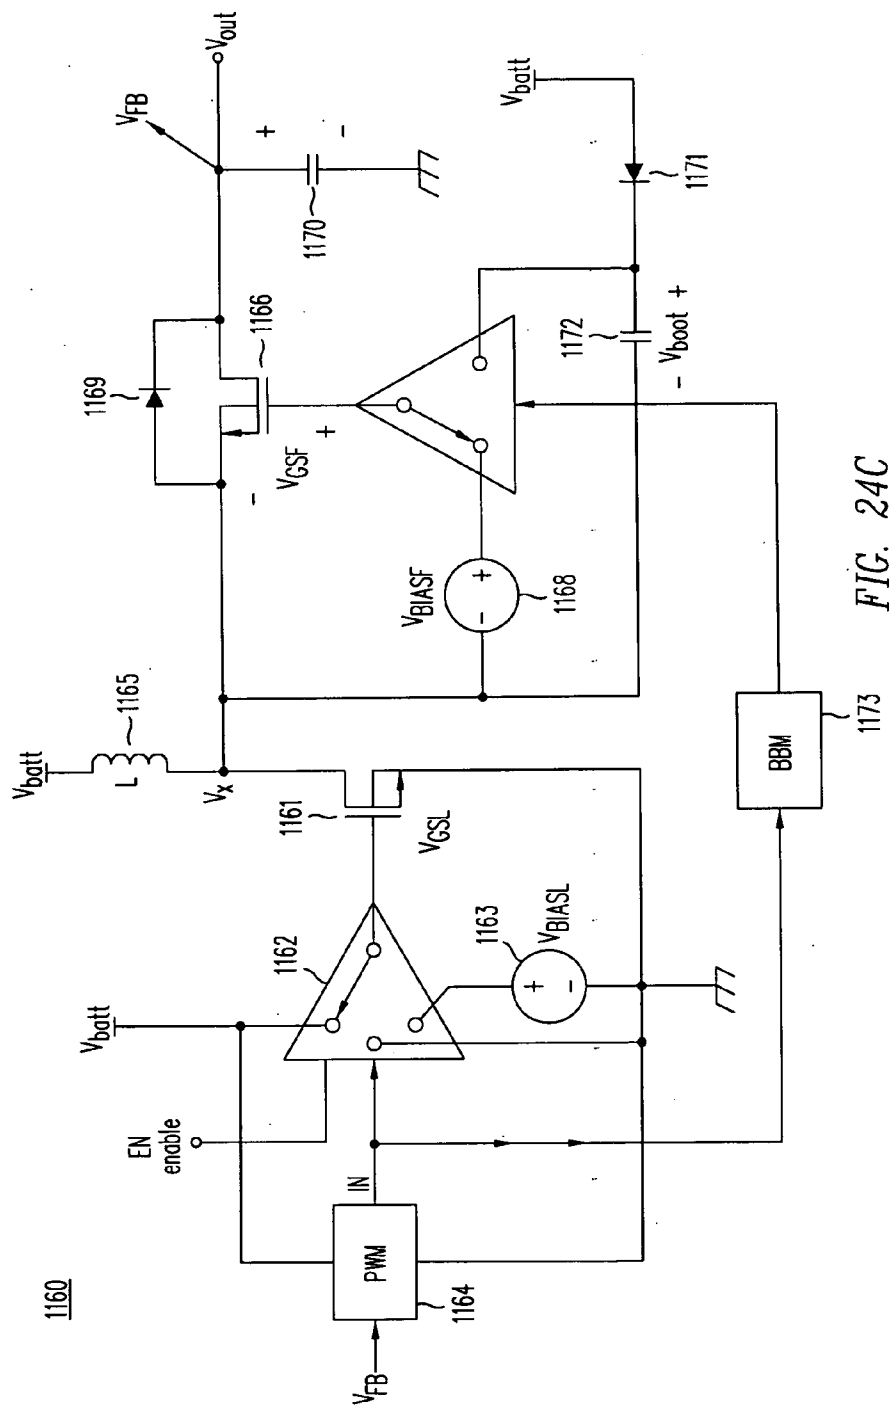 1160
V_FB
PWM
1164
IN
EN
enable
V_batt
1162
1163
V_BIASL
V_GSL
1161
V_batt
L
1165
V_x
V_BIASF
1168
V_GSF
-
+
1169
1166
V_FB
V_out
+
-
1170
V_batt
1171
1172
- V_boot +
BBM
1173
+
-
-
+
FIG. 24C